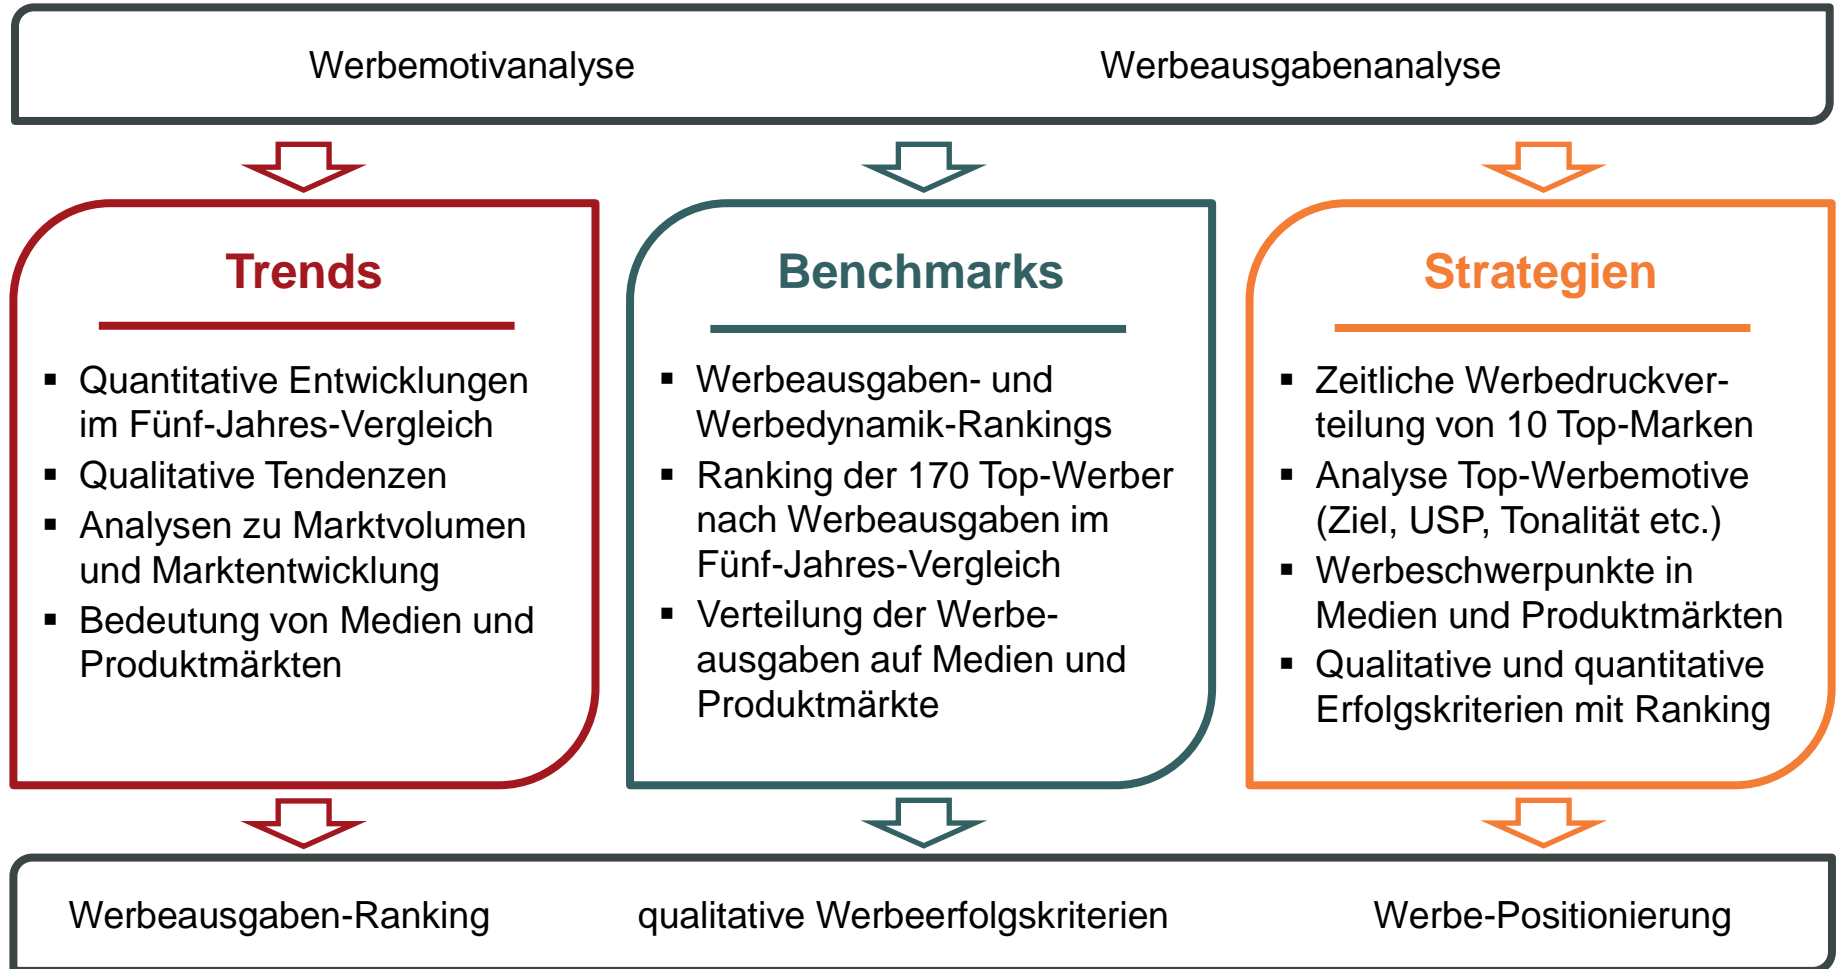 Werbemotivanalyse
Werbeausgabenanalyse
Trends
▪ Quantitative Entwicklungen
im Fünf-Jahres-Vergleich
▪ Qualitative Tendenzen
▪ Analysen zu Marktvolumen
und Marktentwicklung
▪ Bedeutung von Medien und
Produktmärkten
Benchmarks
▪ Werbeausgaben- und
Werbedynamik-Rankings
▪ Ranking der 170 Top-Werber
nach Werbeausgaben im
Fünf-Jahres-Vergleich
▪ Verteilung der Werbe-
ausgaben auf Medien und
Produktmärkte
Strategien
▪ Zeitliche Werbedruckver-
teilung von 10 Top-Marken
▪ Analyse Top-Werbemotive
(Ziel, USP, Tonalität etc.)
▪ Werbeschwerpunkte in
Medien und Produktmärkten
▪ Qualitative und quantitative
Erfolgskriterien mit Ranking
Werbeausgaben-Ranking
qualitative Werbeerfolgskriterien
Werbe-Positionierung